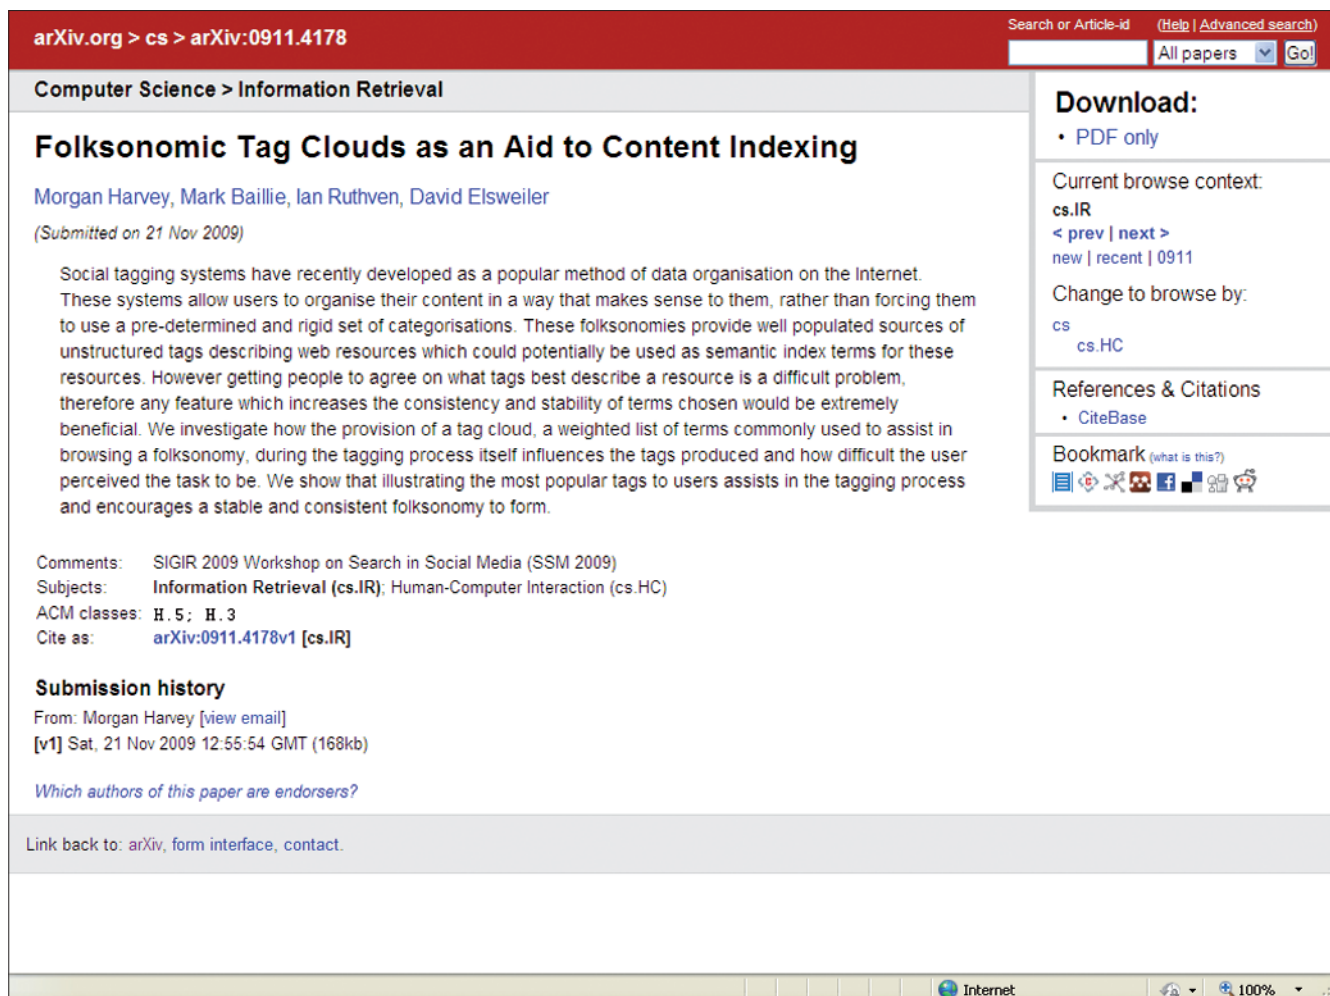 arXiv.org > cs > arXiv:0911.4178
Search or Article-id (Help | Advanced search)
All papers Go!
Computer Science > Information Retrieval
Folksonomic Tag Clouds as an Aid to Content Indexing
Morgan Harvey, Mark Baillie, Ian Ruthven, David Elsweiler
(Submitted on 21 Nov 2009)
Social tagging systems have recently developed as a popular method of data organisation on the Internet.
These systems allow users to organise their content in a way that makes sense to them, rather than forcing them
to use a pre-determined and rigid set of categorisations. These folksonomies provide well populated sources of
unstructured tags describing web resources which could potentially be used as semantic index terms for these
resources. However getting people to agree on what tags best describe a resource is a difficult problem,
therefore any feature which increases the consistency and stability of terms chosen would be extremely
beneficial. We investigate how the provision of a tag cloud, a weighted list of terms commonly used to assist in
browsing a folksonomy, during the tagging process itself influences the tags produced and how difficult the user
perceived the task to be. We show that illustrating the most popular tags to users assists in the tagging process
and encourages a stable and consistent folksonomy to form.
Comments: SIGIR 2009 Workshop on Search in Social Media (SSM 2009)
Subjects: Information Retrieval (cs.IR); Human-Computer Interaction (cs.HC)
ACM classes: H.5; H.3
Cite as: arXiv:0911.4178v1 [cs.IR]
Submission history
From: Morgan Harvey [view email]
[v1] Sat, 21 Nov 2009 12:55:54 GMT (168kb)
Which authors of this paper are endorsers?
Link back to: arXiv, form interface, contact.
Download:
• PDF only
Current browse context:
cs.IR
< prev | next >
new | recent | 0911
Change to browse by:
cs
cs.HC
References & Citations
• CiteBase
Bookmark (what is this?)
Internet 100%